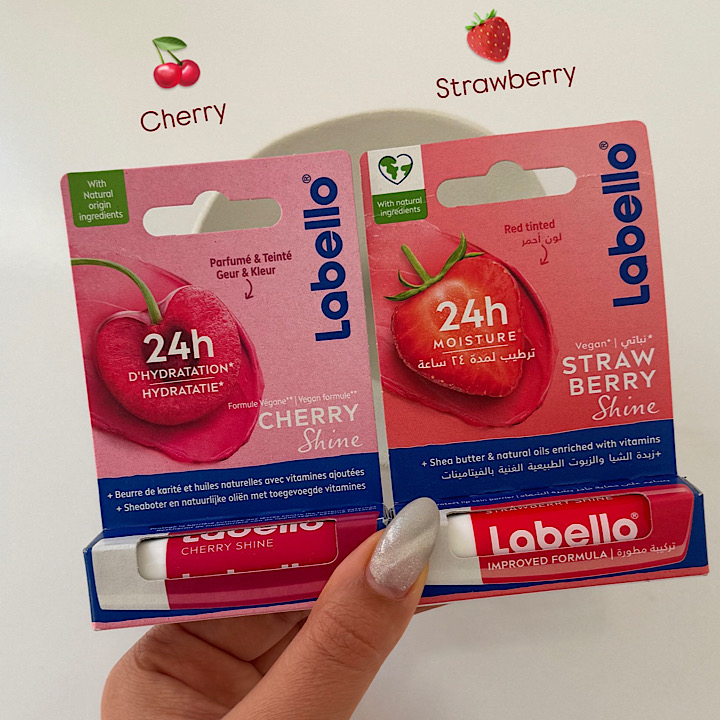 Cherry
Strawberry
With
Natural
origin
ingredients
Labello®
Parfumé & Teinté
Geur & Kleur
24h
D'HYDRATATION*
HYDRATATIE*
Formule Végane** | Vegan formule**
CHERRY
Shine
+ Beurre de karité et huiles naturelles avec vitamines ajoutées
+ Sheaboter en natuurlijke oliën met toegevoegde vitamines
Labello
CHERRY SHINE
Labello
With natural
ingredients
Labello®
Red tinted
لون أحمر
24h
MOISTURE*
ترطيب لمدة ٢٤ ساعة
Vegan* | نباتي*
STRAW
BERRY
Shine
+ Shea butter & natural oils enriched with vitamins
+زبدة الشيا والزيوت الطبيعية الغنية بالفيتامينات
STRAWBERRY SHINE
Labello®
IMPROVED FORMULA | تركيبة مطورة